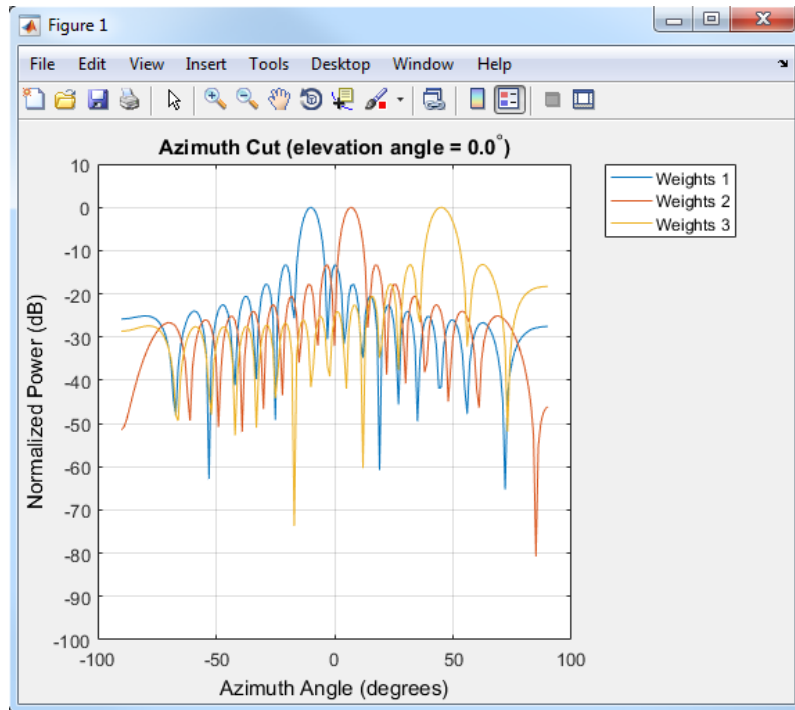 Figure 1
File Edit View Insert Tools Desktop Window Help
Azimuth Cut (elevation angle = 0.0°)
10
0
-10
-20
-30
-40
-50
-60
-70
-80
-90
-100
Normalized Power (dB)
-100 -50 0 50 100
Azimuth Angle (degrees)
Weights 1
Weights 2
Weights 3